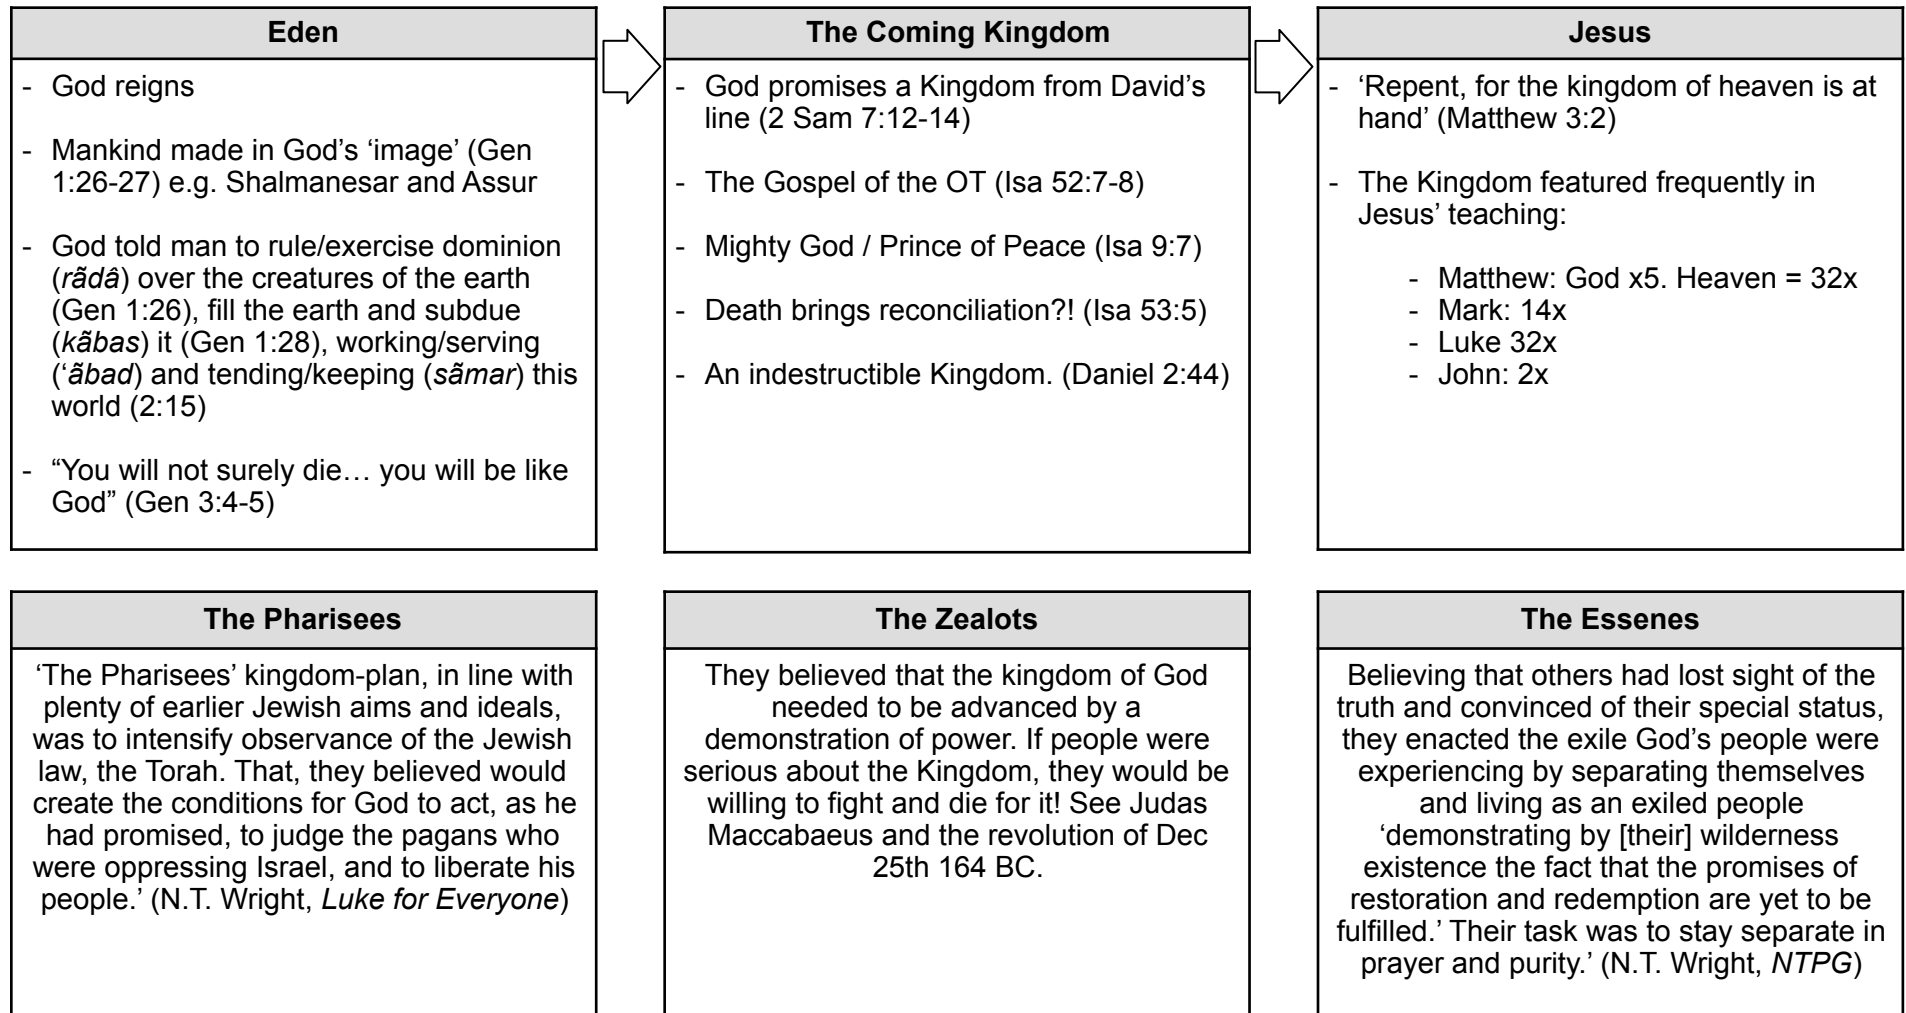 Eden
- God reigns
- Mankind made in God’s ‘image’ (Gen
1:26-27) e.g. Shalmanesar and Assur
- God told man to rule/exercise dominion
(rãdâ) over the creatures of the earth
(Gen 1:26), fill the earth and subdue
(kãbas) it (Gen 1:28), working/serving
(‘ãbad) and tending/keeping (sãmar) this
world (2:15)
- “You will not surely die… you will be like
God” (Gen 3:4-5)
The Coming Kingdom
- God promises a Kingdom from David’s
line (2 Sam 7:12-14)
- The Gospel of the OT (Isa 52:7-8)
- Mighty God / Prince of Peace (Isa 9:7)
- Death brings reconciliation?! (Isa 53:5)
- An indestructible Kingdom. (Daniel 2:44)
Jesus
- ‘Repent, for the kingdom of heaven is at
hand’ (Matthew 3:2)
- The Kingdom featured frequently in
Jesus’ teaching:
- Matthew: God x5. Heaven = 32x
- Mark: 14x
- Luke 32x
- John: 2x
The Pharisees
‘The Pharisees’ kingdom-plan, in line with
plenty of earlier Jewish aims and ideals,
was to intensify observance of the Jewish
law, the Torah. That, they believed would
create the conditions for God to act, as he
had promised, to judge the pagans who
were oppressing Israel, and to liberate his
people.’ (N.T. Wright, Luke for Everyone)
The Zealots
They believed that the kingdom of God
needed to be advanced by a
demonstration of power. If people were
serious about the Kingdom, they would be
willing to fight and die for it! See Judas
Maccabaeus and the revolution of Dec
25th 164 BC.
The Essenes
Believing that others had lost sight of the
truth and convinced of their special status,
they enacted the exile God’s people were
experiencing by separating themselves
and living as an exiled people
‘demonstrating by [their] wilderness
existence the fact that the promises of
restoration and redemption are yet to be
fulfilled.’ Their task was to stay separate in
prayer and purity.’ (N.T. Wright, NTPG)